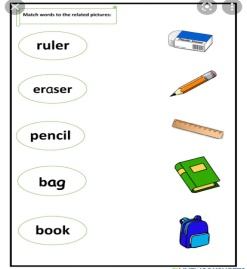 Match words to the related pictures:
ruler
eraser
pencil
bag
book